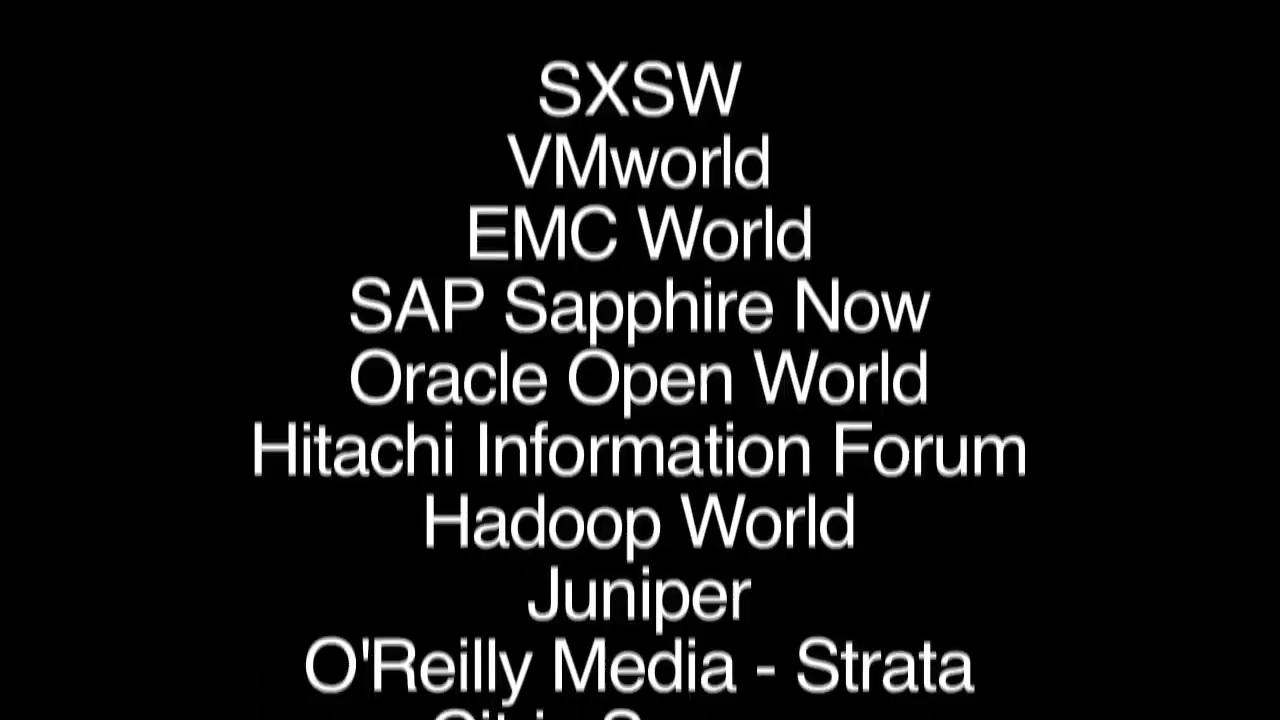 SXSW
VMworld
EMC World
SAP Sapphire Now
Oracle Open World
Hitachi Information Forum
Hadoop World
Juniper
O'Reilly Media - Strata